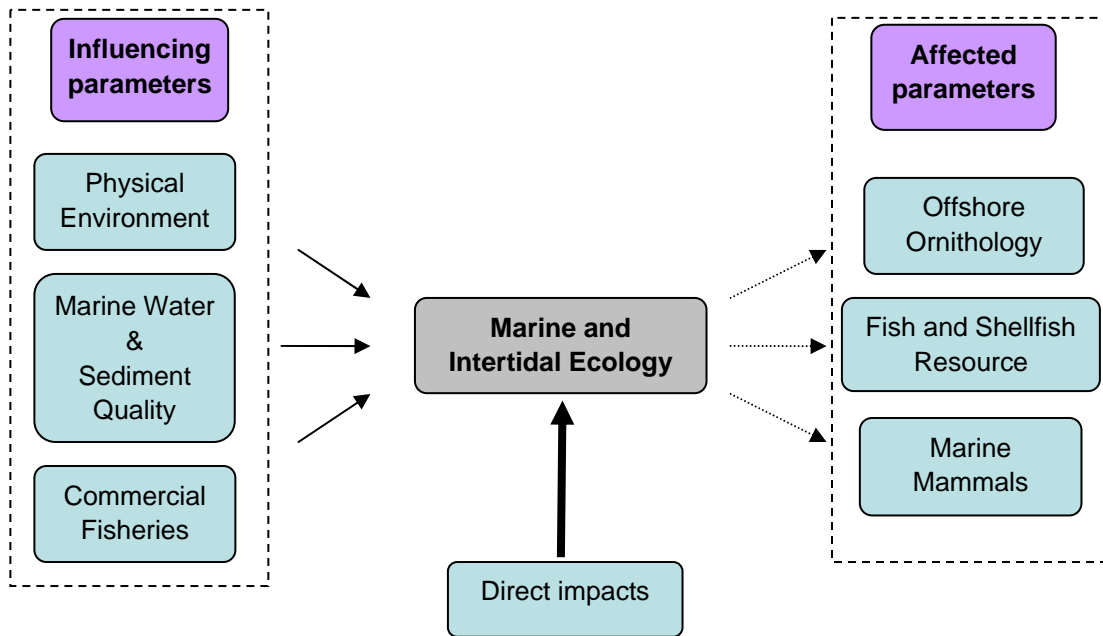 Influencing
parameters
Physical
Environment
Marine Water
&
Sediment
Quality
Commercial
Fisheries
Marine and
Intertidal Ecology
Direct impacts
Affected
parameters
Offshore
Ornithology
Fish and Shellfish
Resource
Marine
Mammals